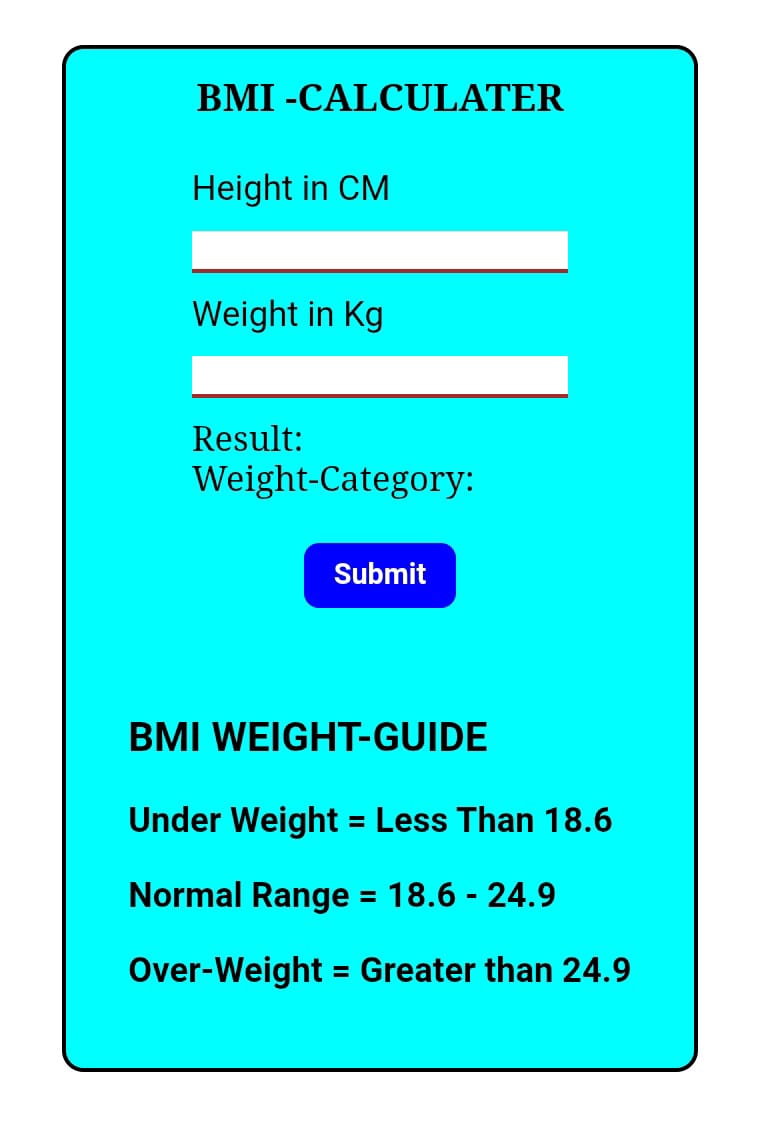 BMI -CALCULATER
Height in CM
Weight in Kg
Result:
Weight-Category:
Submit
BMI WEIGHT-GUIDE
Under Weight = Less Than 18.6
Normal Range = 18.6 - 24.9
Over-Weight = Greater than 24.9